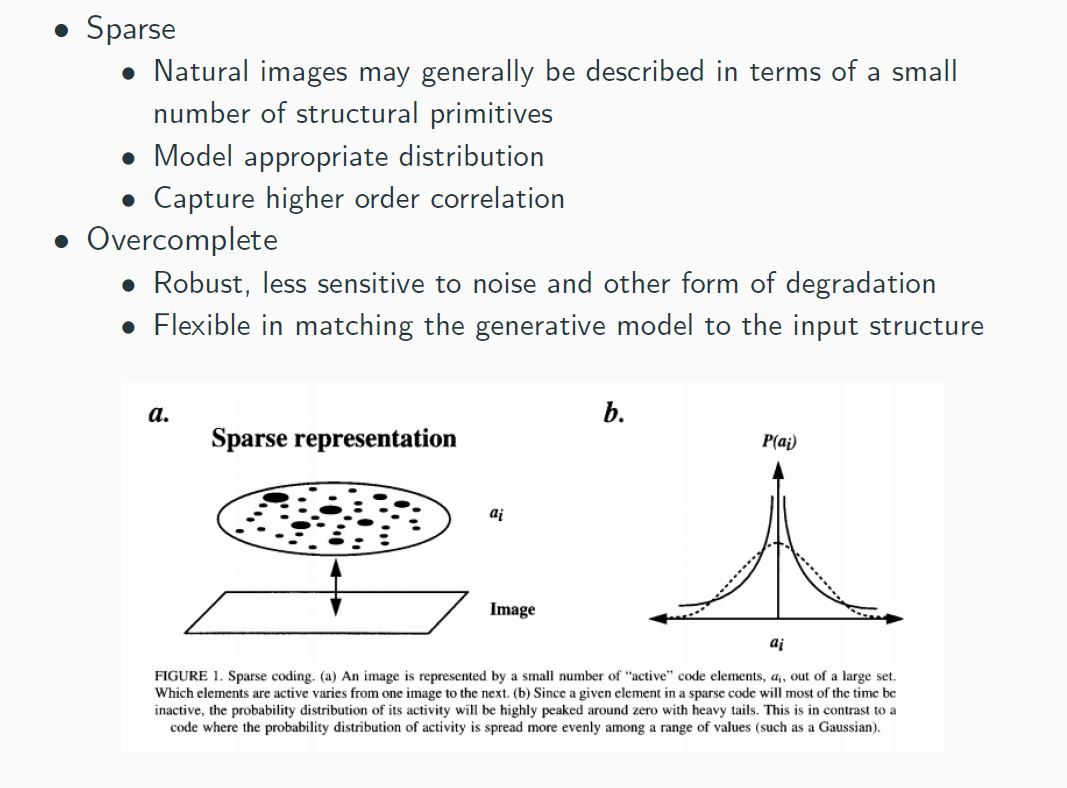 • Sparse
• Natural images may generally be described in terms of a small
number of structural primitives
• Model appropriate distribution
• Capture higher order correlation
• Overcomplete
• Robust, less sensitive to noise and other form of degradation
• Flexible in matching the generative model to the input structure
a.
Sparse representation
ai
Image
b.
P(ai)
ai
FIGURE 1. Sparse coding. (a) An image is represented by a small number of "active" code elements, ai, out of a large set.
Which elements are active varies from one image to the next. (b) Since a given element in a sparse code will most of the time be
inactive, the probability distribution of its activity will be highly peaked around zero with heavy tails. This is in contrast to a
code where the probability distribution of activity is spread more evenly among a range of values (such as a Gaussian).